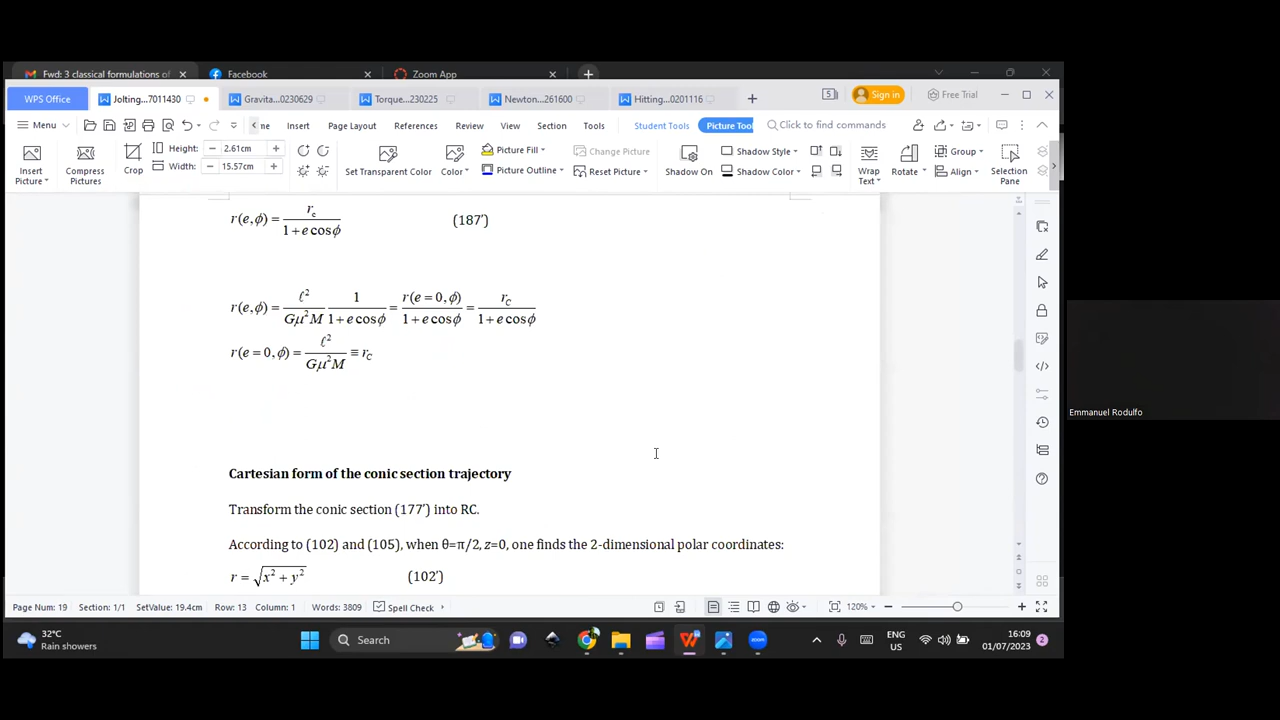 Fwd: 3 classical formulations of
Facebook
Zoom App
WPS Office
Jolting...7011430
Gravita...0230629
Torque...230225
Newton...261600
Hitting...0201116
5
Sign in
Free Trial
Menu
ne
Insert
Page Layout
References
Review
View
Section
Tools
Student Tools
Picture Tool
Click to find commands
Insert Picture
Compress Pictures
Crop
Height: 2.61cm
Width: 15.57cm
Set Transparent Color
Color
Picture Fill
Picture Outline
Change Picture
Reset Picture
Shadow On
Shadow Style
Shadow Color
Wrap Text
Rotate
Group
Align
Selection Pane
r(e,ϕ) = r_c / (1 + e cos ϕ) (187')
r(e,ϕ) = ℓ² / (Gμ²M) 1 / (1 + e cos ϕ) = r(e = 0,ϕ) / (1 + e cos ϕ) = r_C / (1 + e cos ϕ)
r(e = 0,ϕ) = ℓ² / (Gμ²M) ≡ r_C
Cartesian form of the conic section trajectory
Transform the conic section (177') into RC.
According to (102) and (105), when θ=π/2, z=0, one finds the 2-dimensional polar coordinates:
r = √(x² + y²) (102')
Page Num: 19 Section: 1/1 SetValue: 19.4cm Row: 13 Column: 1 Words: 3809 Spell Check 120%
32°C
Rain showers
Search
ENG
US
16:09
01/07/2023
2
Emmanuel Rodulfo